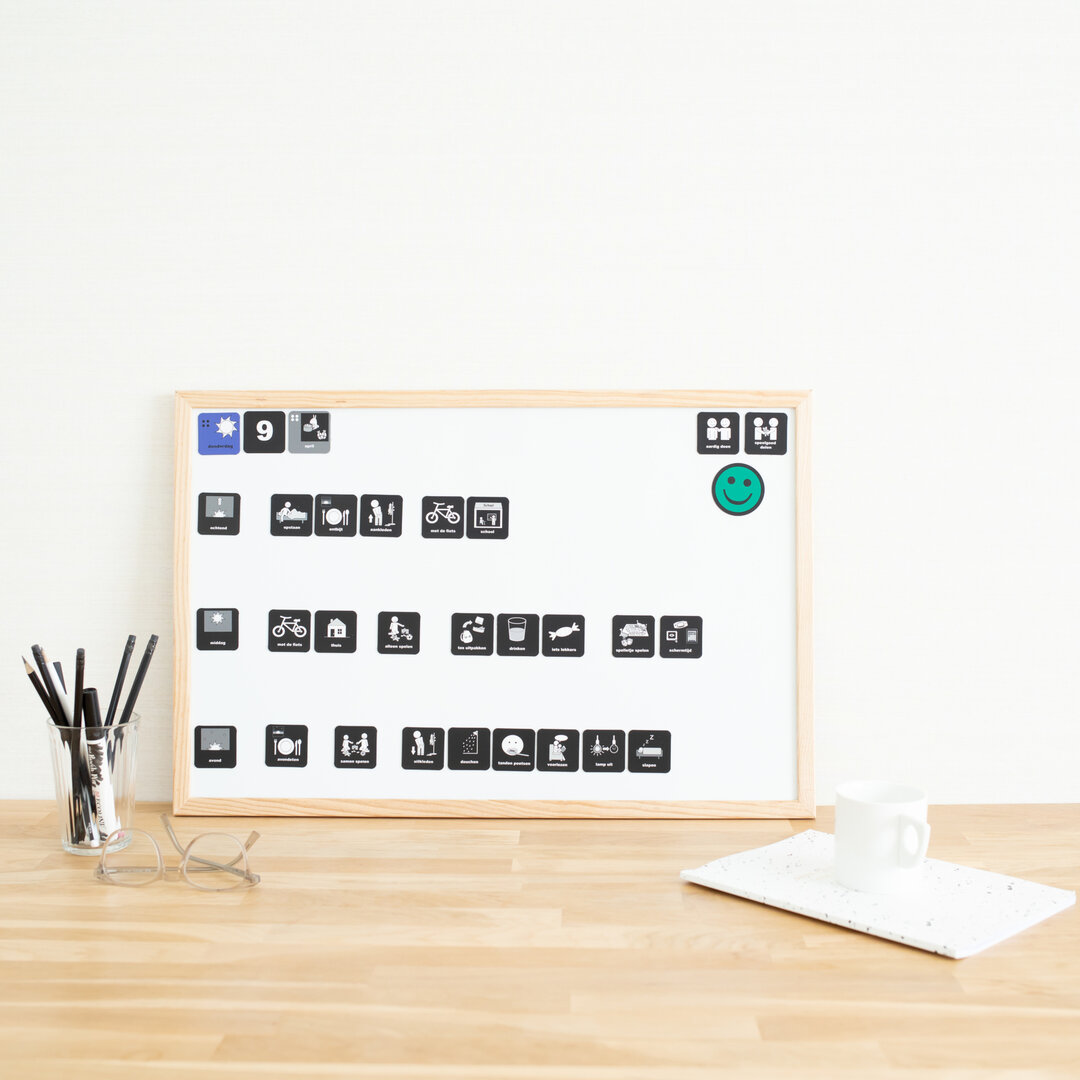 donderdag 9 april
aardig doen speelgoed delen
ochtend opstaan ontbijt aankleden met de fiets school
middag met de fiets thuis alleen spelen tas uitpakken drinken iets lekkers spelletje spelen schermtijd
avond avondeten samen spelen uitkleden douchen tanden poetsen voorlezen lamp uit slapen